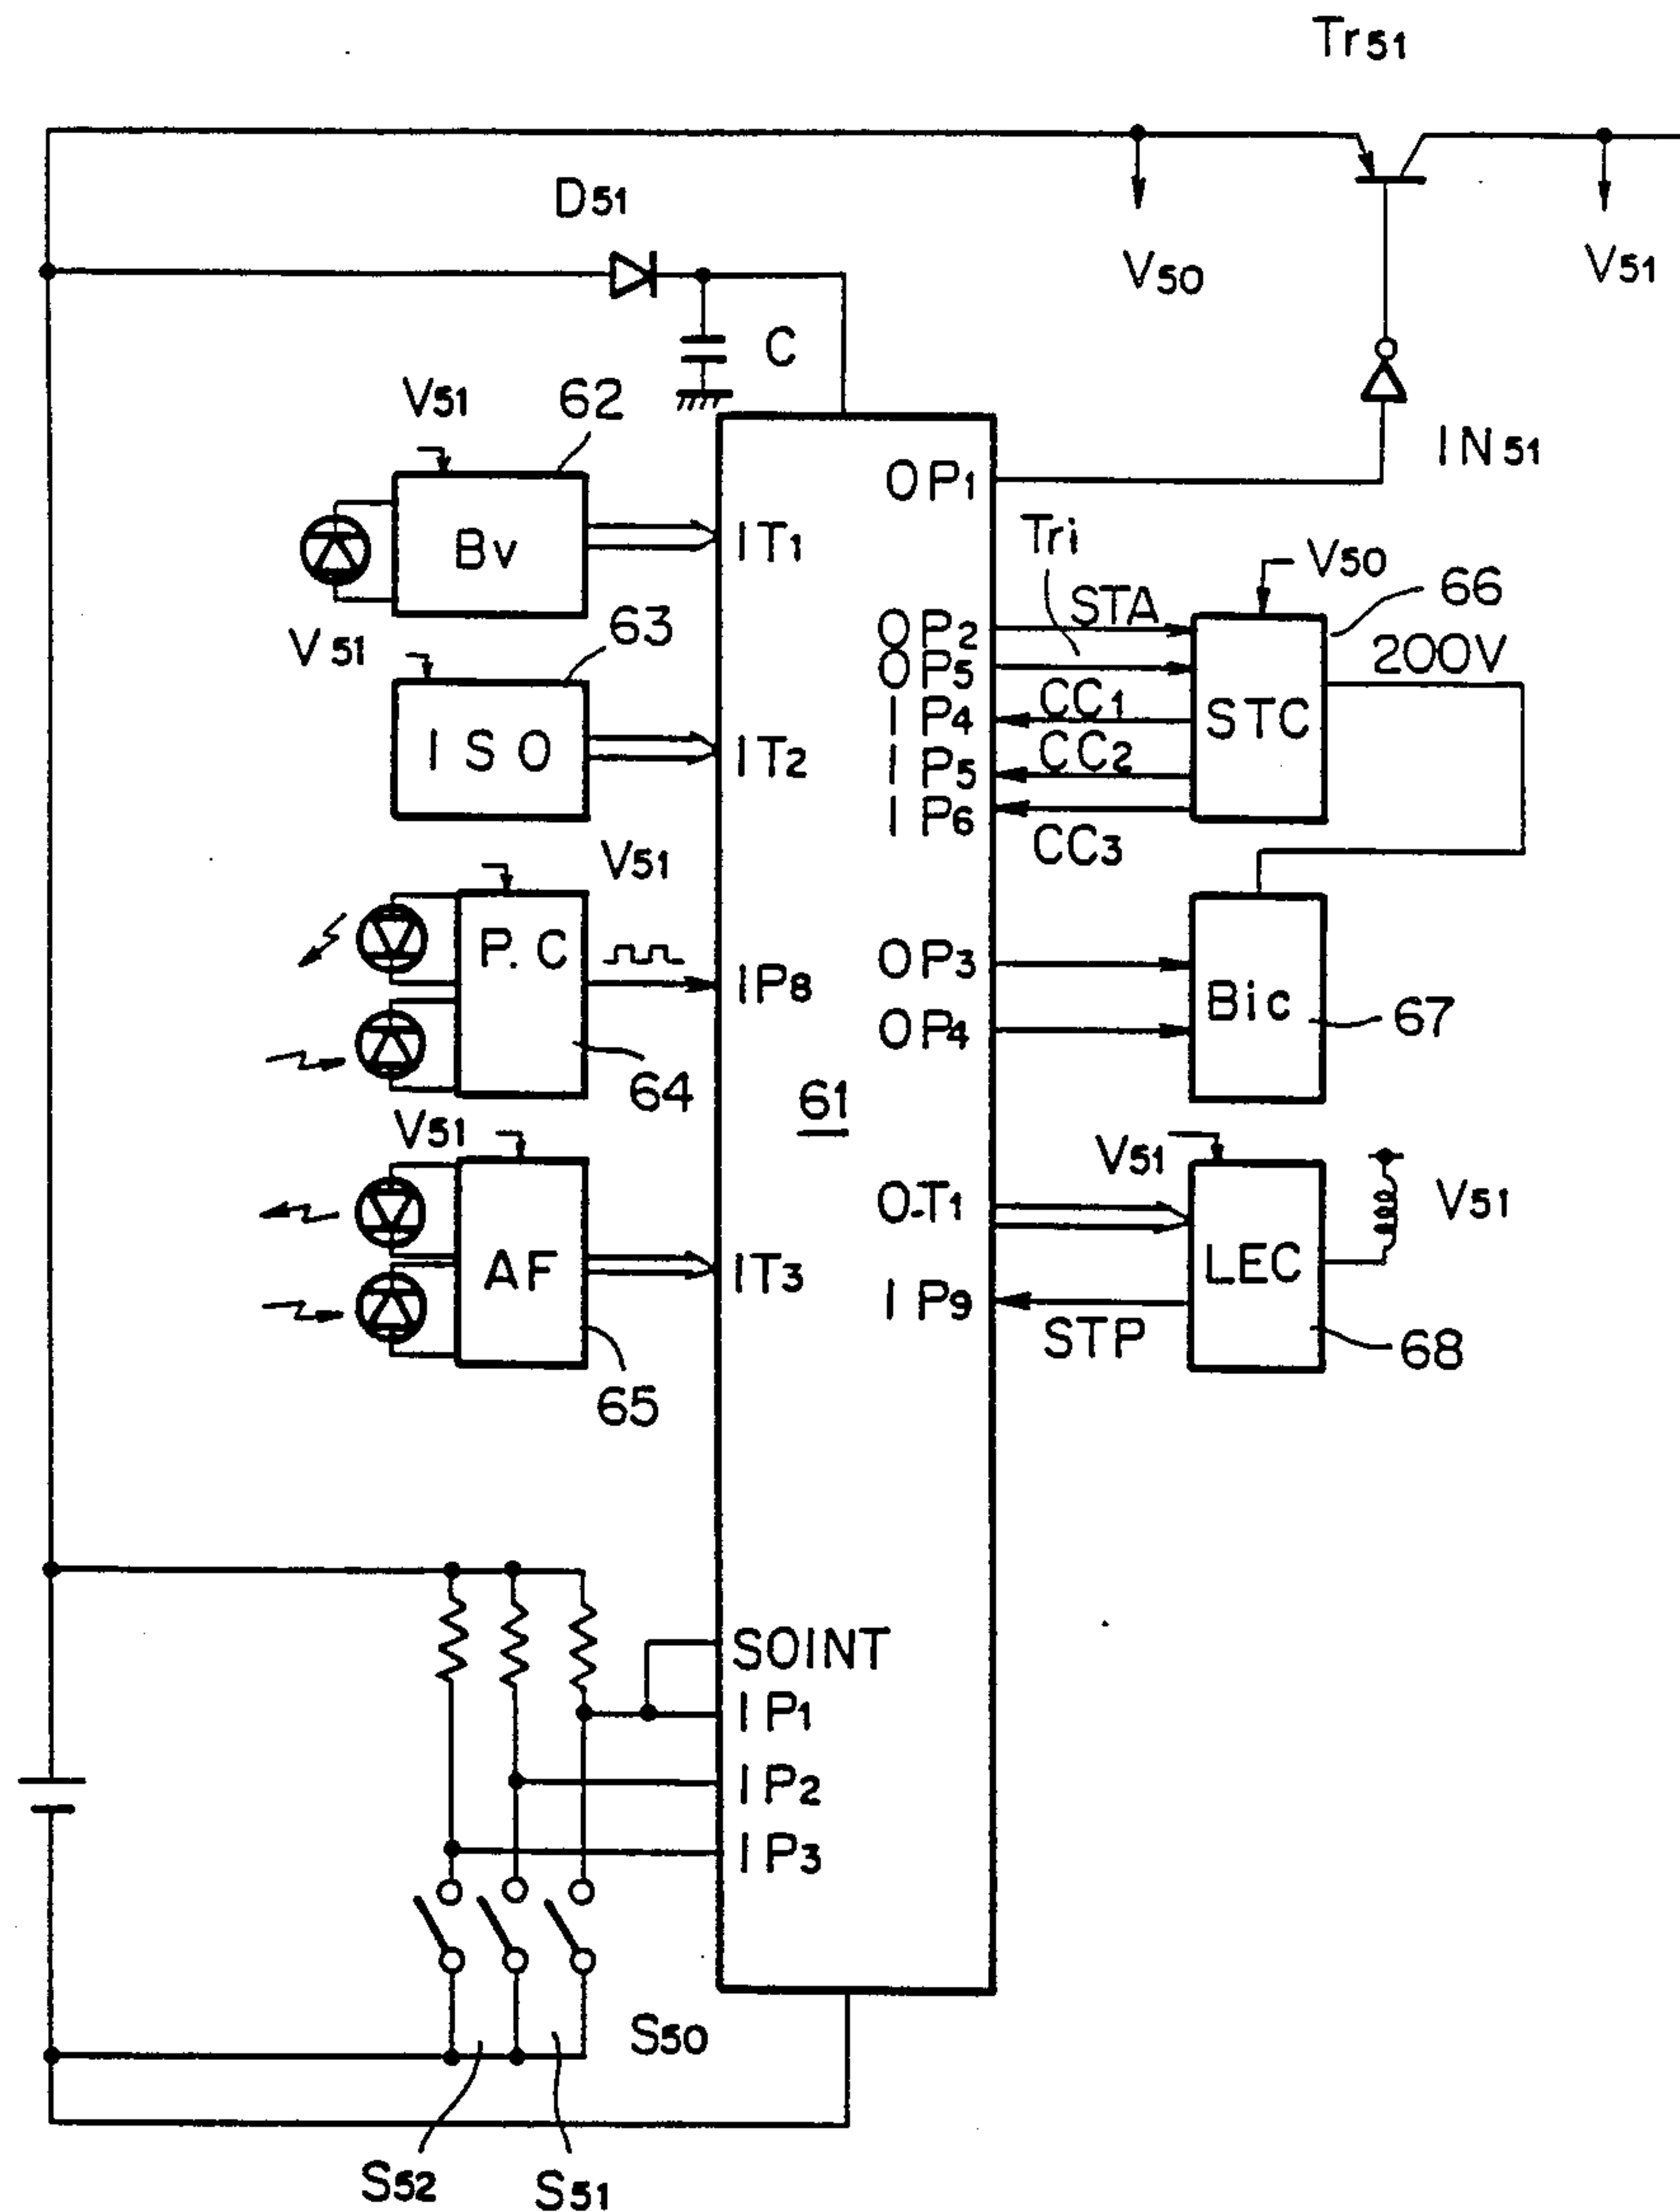 Tr51
D51
V50
V51
C
V51
62
OP1
IN51
Bv
IT1
Tri
V50
66
V51
63
OP2
STA
200V
OP5
ISO
IT2
IP4
CC1
STC
IP5
CC2
IP6
CC3
V51
P.C
IP8
OP3
Bic
67
OP4
64
61
V51
V51
O.T1
V51
AF
IT3
LEC
IP9
STP
68
65
SOINT
IP1
IP2
IP3
S50
S52
S51